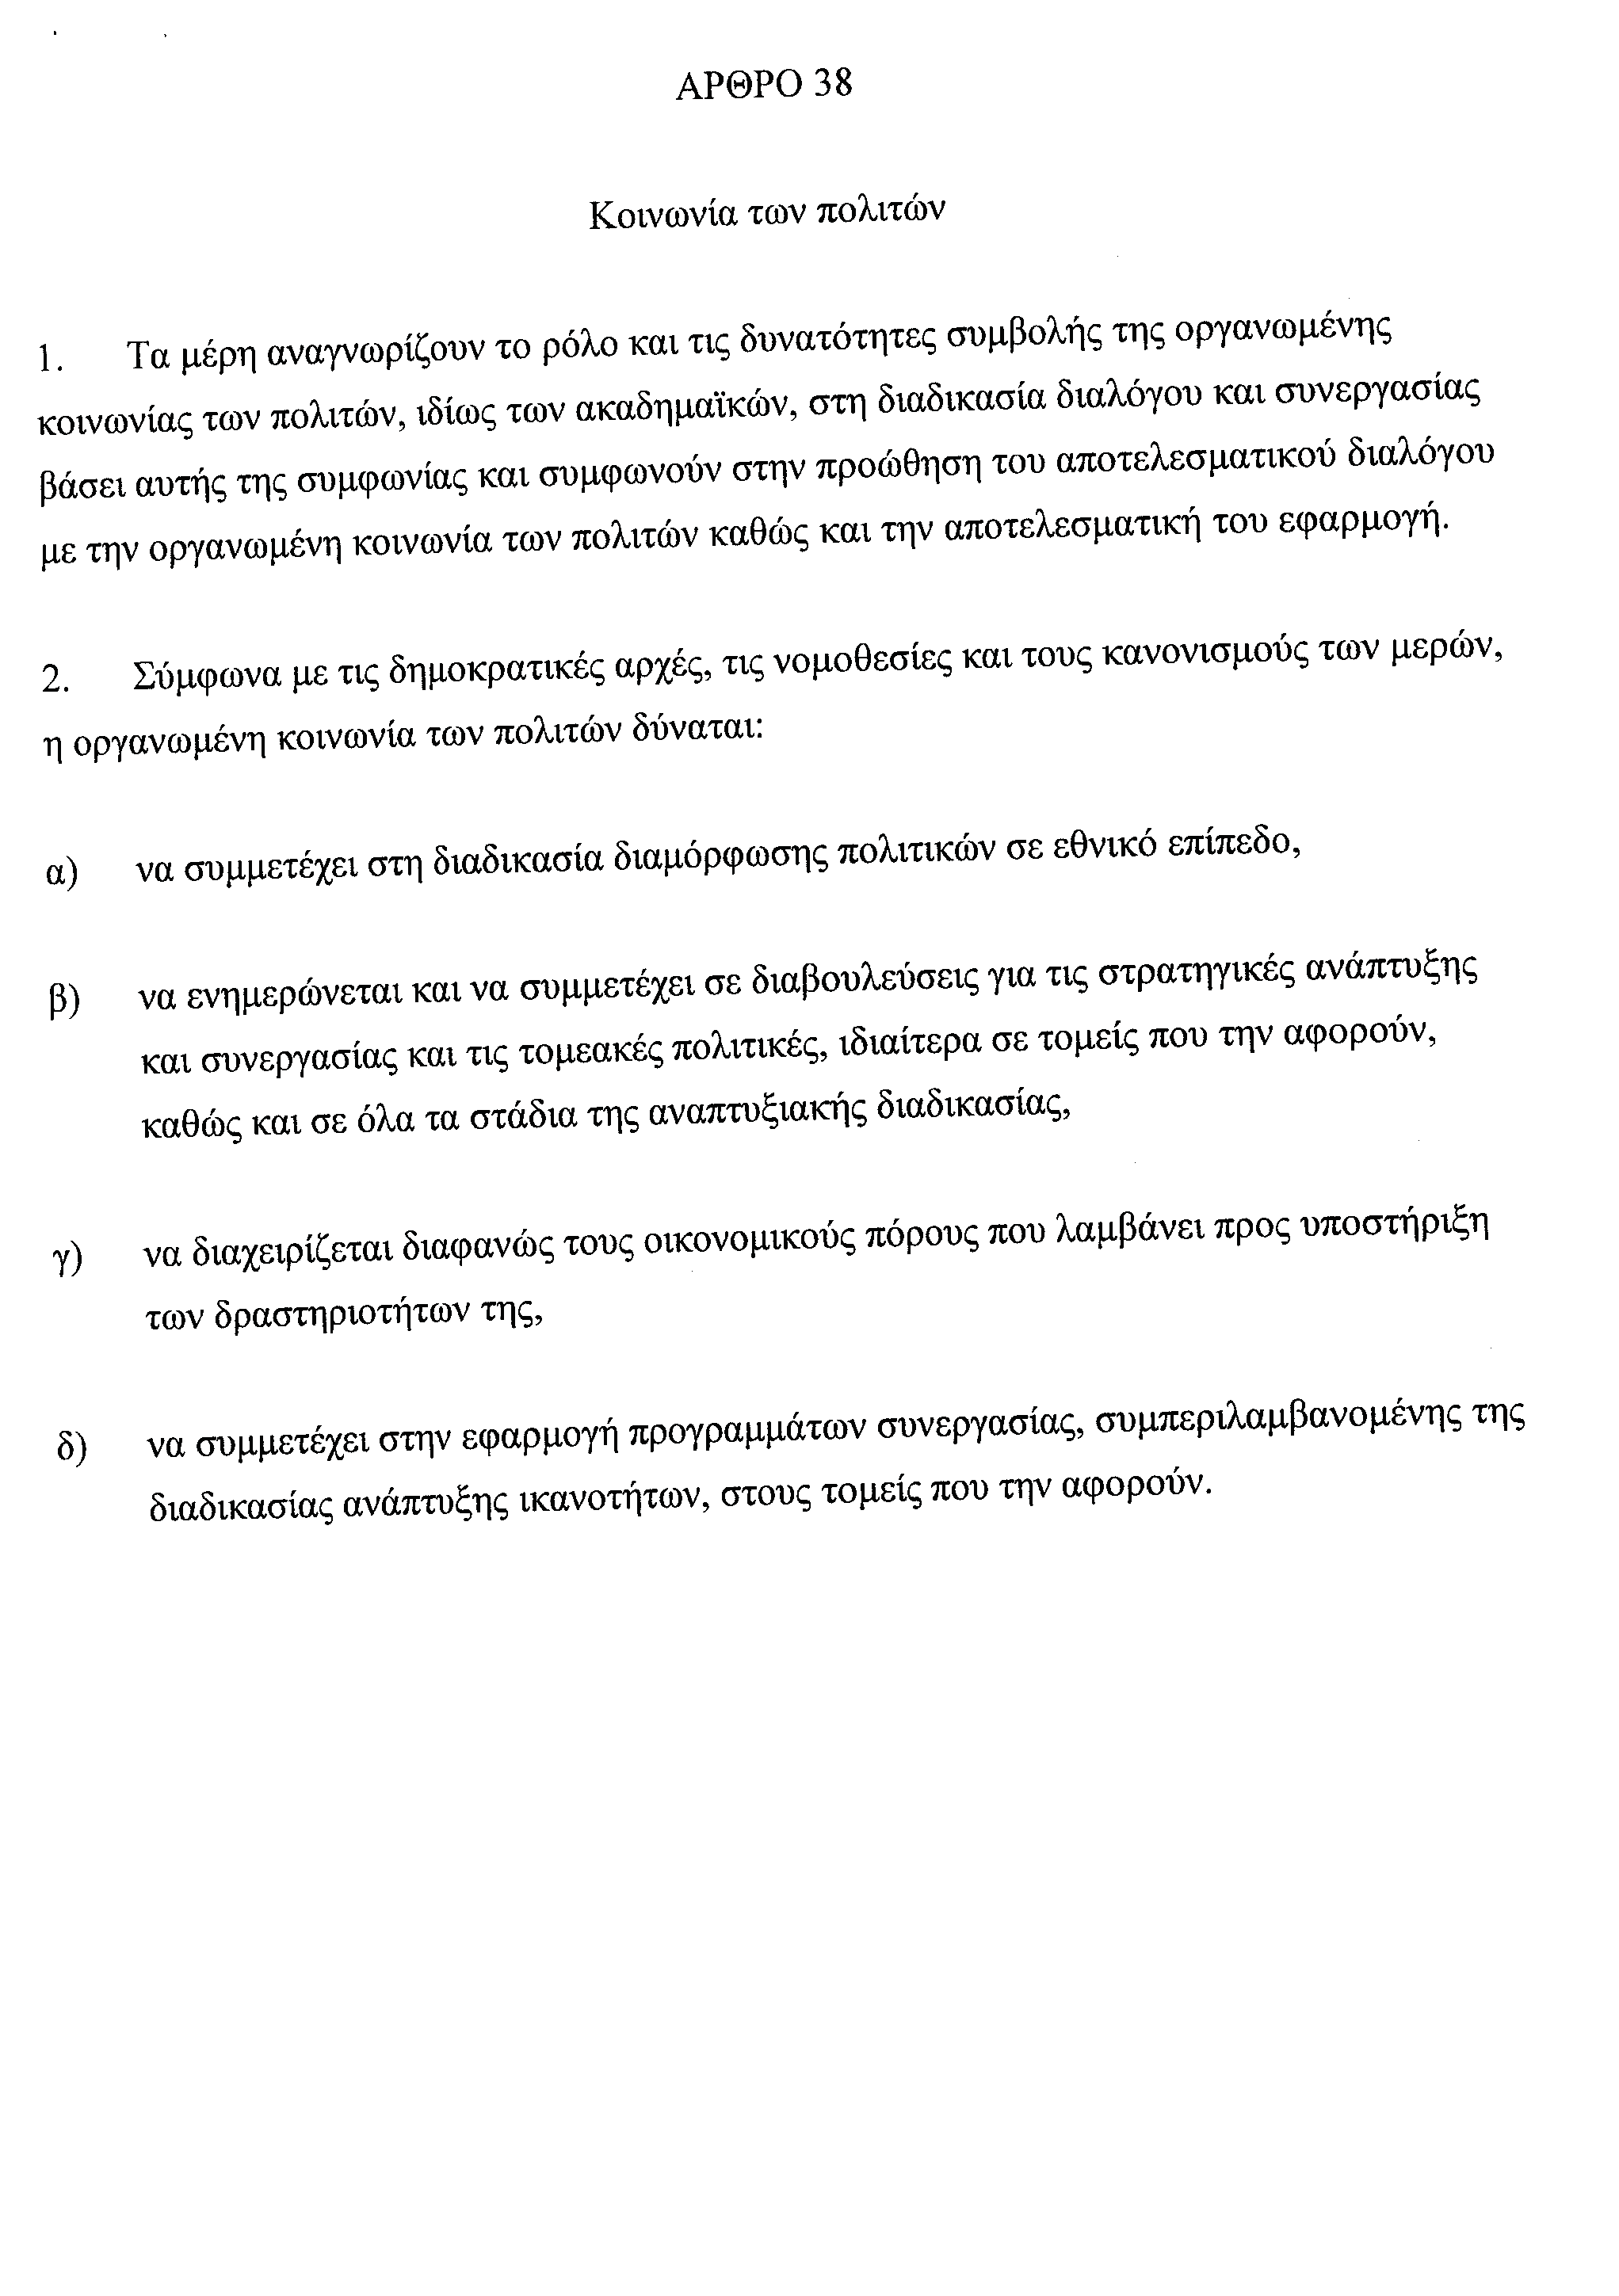 ΑΡΘΡΟ 38
Κοινωνία των πολιτών
1. Τα μέρη αναγνωρίζουν το ρόλο και τις δυνατότητες συμβολής της οργανωμένης
κοινωνίας των πολιτών, ιδίως των ακαδημαϊκών, στη διαδικασία διαλόγου και συνεργασίας
βάσει αυτής της συμφωνίας και συμφωνούν στην προώθηση του αποτελεσματικού διαλόγου
με την οργανωμένη κοινωνία των πολιτών καθώς και την αποτελεσματική του εφαρμογή.
2. Σύμφωνα με τις δημοκρατικές αρχές, τις νομοθεσίες και τους κανονισμούς των μερών,
η οργανωμένη κοινωνία των πολιτών δύναται:
α) να συμμετέχει στη διαδικασία διαμόρφωσης πολιτικών σε εθνικό επίπεδο,
β) να ενημερώνεται και να συμμετέχει σε διαβουλεύσεις για τις στρατηγικές ανάπτυξης
και συνεργασίας και τις τομεακές πολιτικές, ιδιαίτερα σε τομείς που την αφορούν,
καθώς και σε όλα τα στάδια της αναπτυξιακής διαδικασίας,
γ) να διαχειρίζεται διαφανώς τους οικονομικούς πόρους που λαμβάνει προς υποστήριξη
των δραστηριοτήτων της,
δ) να συμμετέχει στην εφαρμογή προγραμμάτων συνεργασίας, συμπεριλαμβανομένης της
διαδικασίας ανάπτυξης ικανοτήτων, στους τομείς που την αφορούν.